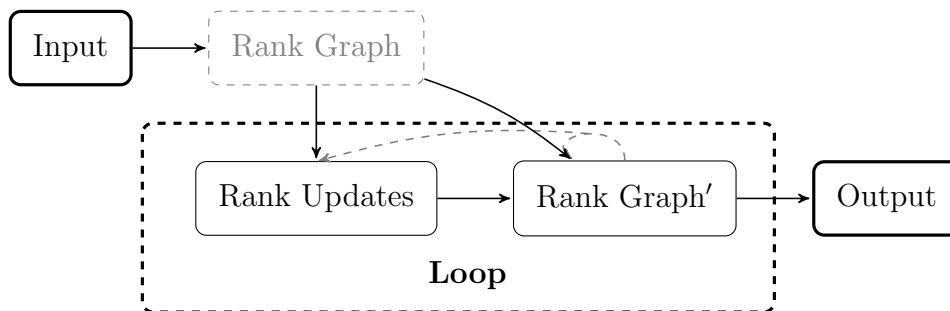 Input
Rank Graph
Rank Updates
Rank Graph′
Output
Loop